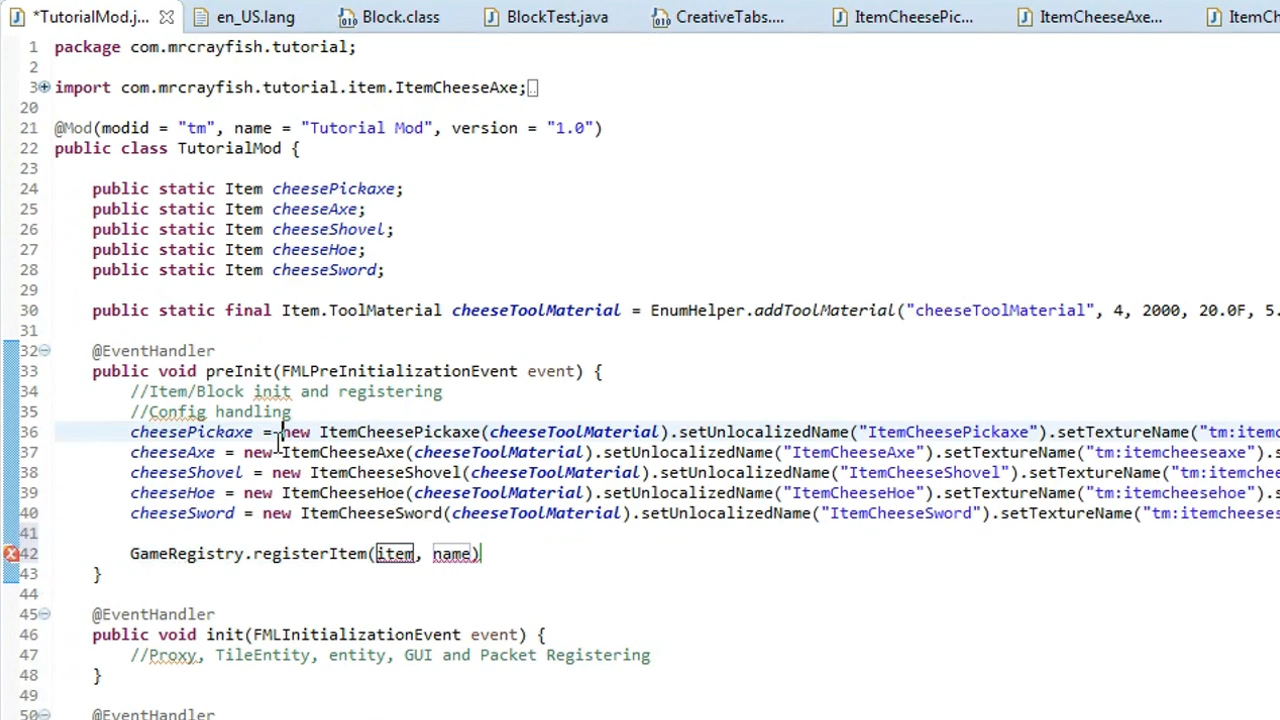 *TutorialMod.j... en_US.lang Block.class BlockTest.java CreativeTabs.... ItemCheesePic... ItemCheeseAxe... ItemCh
1 package com.mrcrayfish.tutorial;
2
3 import com.mrcrayfish.tutorial.item.ItemCheeseAxe;
20
21 @Mod(modid = "tm", name = "Tutorial Mod", version = "1.0")
22 public class TutorialMod {
23
24 public static Item cheesePickaxe;
25 public static Item cheeseAxe;
26 public static Item cheeseShovel;
27 public static Item cheeseHoe;
28 public static Item cheeseSword;
29
30 public static final Item.ToolMaterial cheeseToolMaterial = EnumHelper.addToolMaterial("cheeseToolMaterial", 4, 2000, 20.0F, 5.
31
32 @EventHandler
33 public void preInit(FMLPreInitializationEvent event) {
34 //Item/Block init and registering
35 //Config handling
36 cheesePickaxe = new ItemCheesePickaxe(cheeseToolMaterial).setUnlocalizedName("ItemCheesePickaxe").setTextureName("tm:itemc
37 cheeseAxe = new ItemCheeseAxe(cheeseToolMaterial).setUnlocalizedName("ItemCheeseAxe").setTextureName("tm:itemcheeseaxe").s
38 cheeseShovel = new ItemCheeseShovel(cheeseToolMaterial).setUnlocalizedName("ItemCheeseShovel").setTextureName("tm:itemchee
39 cheeseHoe = new ItemCheeseHoe(cheeseToolMaterial).setUnlocalizedName("ItemCheeseHoe").setTextureName("tm:itemcheesehoe").s
40 cheeseSword = new ItemCheeseSword(cheeseToolMaterial).setUnlocalizedName("ItemCheeseSword").setTextureName("tm:itemcheeses
41
42 GameRegistry.registerItem(item, name)
43 }
44
45 @EventHandler
46 public void init(FMLInitializationEvent event) {
47 //Proxy, TileEntity, entity, GUI and Packet Registering
48 }
49
50 @EventHandler